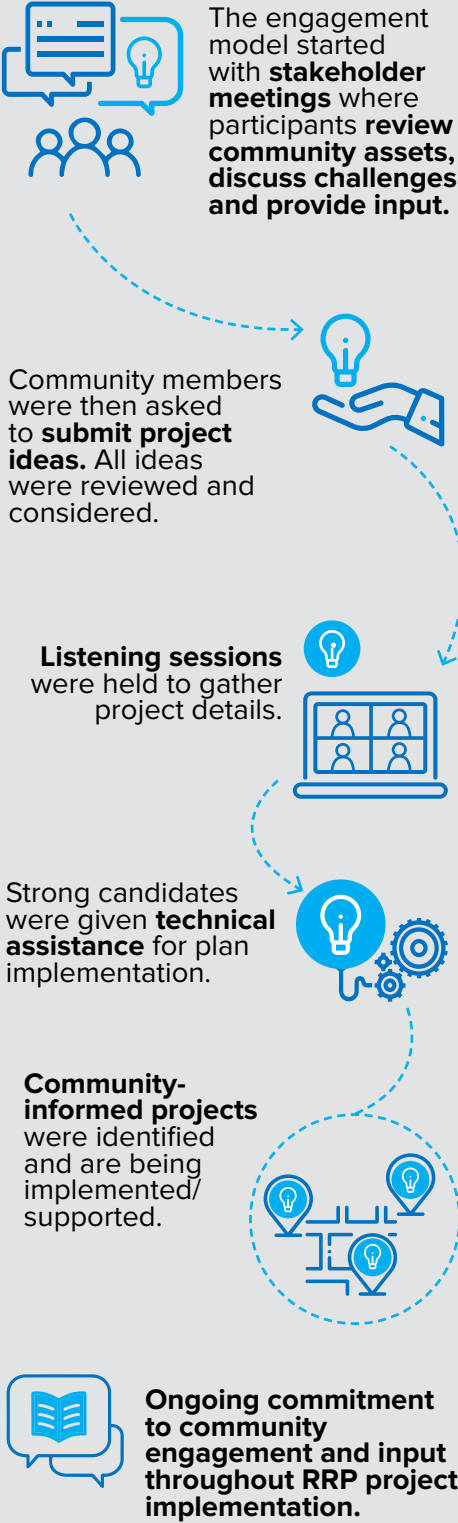 The engagement
model started
with stakeholder
meetings where
participants review
community assets,
discuss challenges
and provide input.
Community members
were then asked
to submit project
ideas. All ideas
were reviewed and
considered.
Listening sessions
were held to gather
project details.
Strong candidates
were given technical
assistance for plan
implementation.
Community-
informed projects
were identified
and are being
implemented/
supported.
Ongoing commitment
to community
engagement and input
throughout RRP project
implementation.